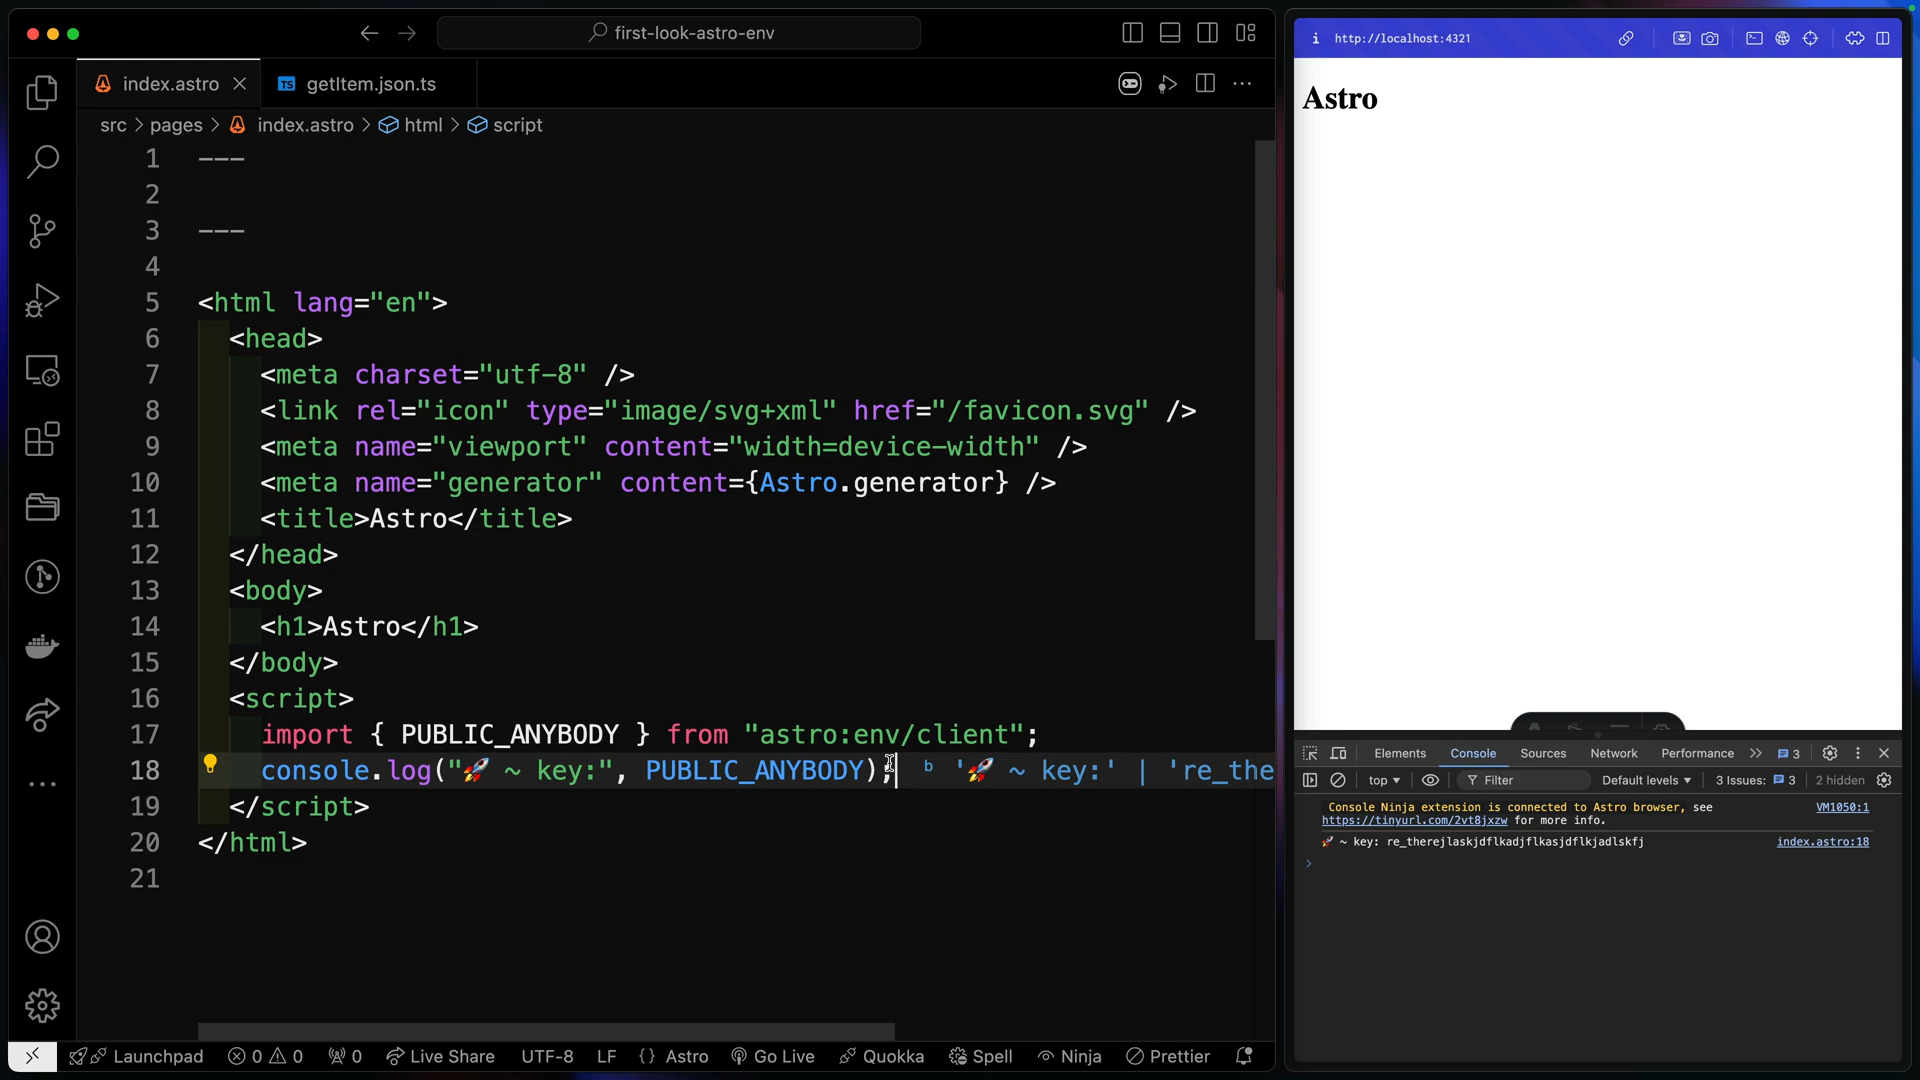 first-look-astro-env
index.astro
TS getItem.json.ts
src > pages > index.astro > html > script
1 ---
2
3 ---
4
5 <html lang="en">
6 <head>
7 <meta charset="utf-8" />
8 <link rel="icon" type="image/svg+xml" href="/favicon.svg" />
9 <meta name="viewport" content="width=device-width" />
10 <meta name="generator" content={Astro.generator} />
11 <title>Astro</title>
12 </head>
13 <body>
14 <h1>Astro</h1>
15 </body>
16 <script>
17 import { PUBLIC_ANYBODY } from "astro:env/client";
18 console.log("🚀 ~ key:", PUBLIC_ANYBODY); b '🚀 ~ key:' | 're_the
19 </script>
20 </html>
21
Launchpad 0 0 0 Live Share UTF-8 LF {} Astro Go Live Quokka Spell Ninja Prettier
http://localhost:4321
Astro
Elements Console Sources Network Performance 3
top Filter Default levels 3 Issues: 3 2 hidden
Console Ninja extension is connected to Astro browser, see VM1050:1
https://tinyurl.com/2vt8jxzw for more info.
🚀 ~ key: re_therejlaskjdflkadjflkasjdflkjadlskfj index.astro:18